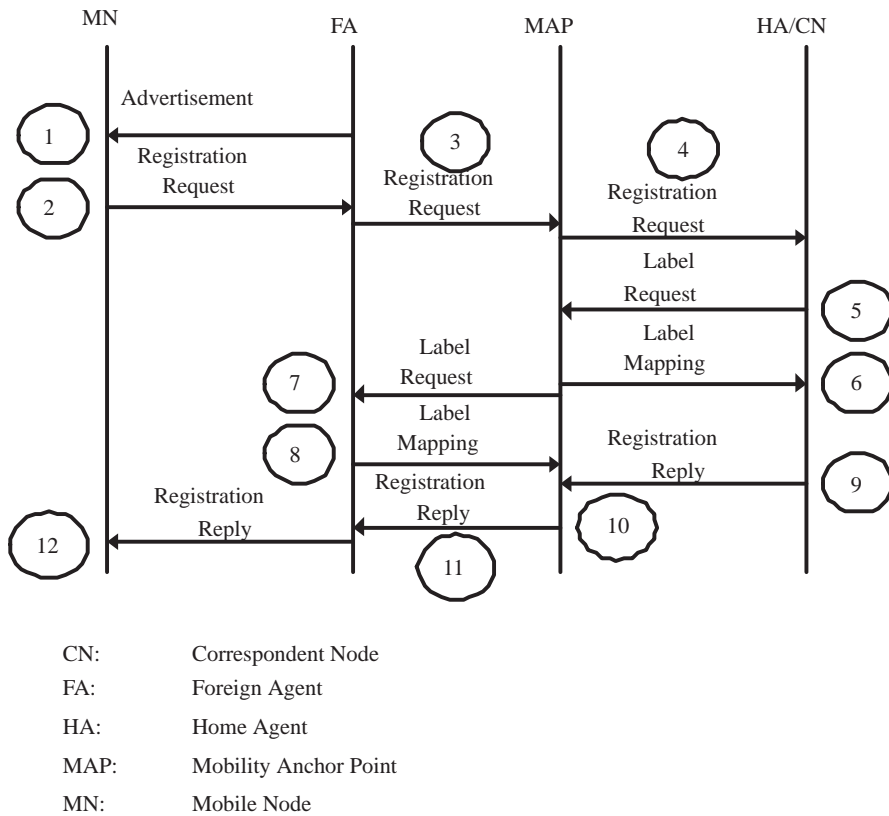 MN
FA
MAP
HA/CN
Advertisement
1
3
4
Registration
Request
2
Registration
Request
Registration
Request
Label
Request
5
Label
Mapping
6
Label
Request
7
Label
Mapping
8
Registration
Reply
9
Registration
Reply
10
Registration
Reply
12
11
CN: Correspondent Node
FA: Foreign Agent
HA: Home Agent
MAP: Mobility Anchor Point
MN: Mobile Node